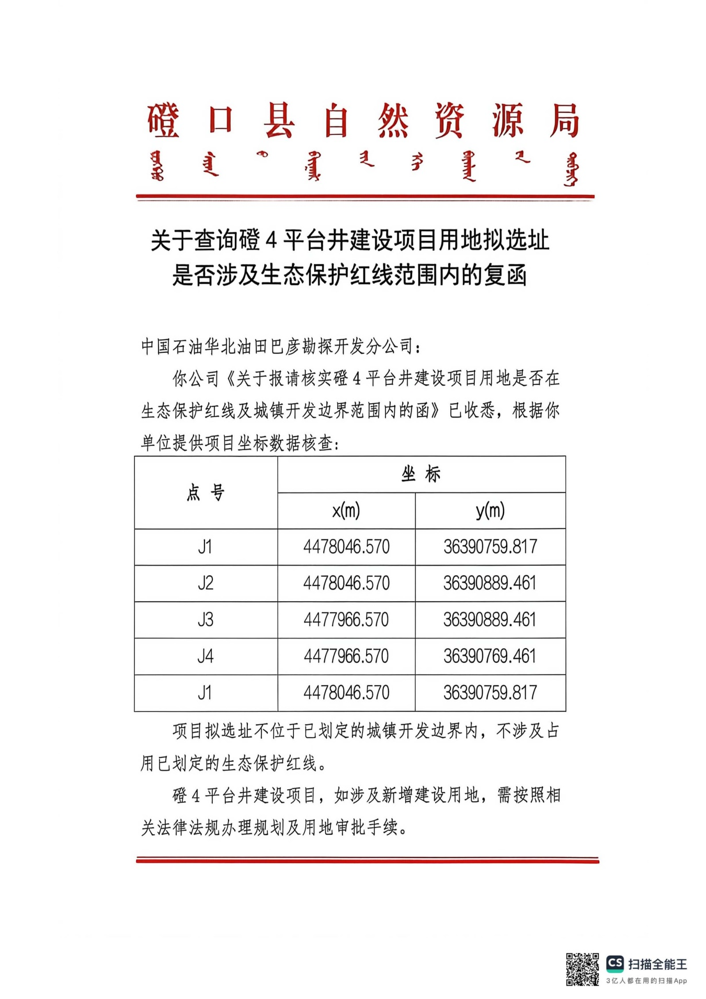 磴口县自然资源局
关于查询磴4平台井建设项目用地拟选址
是否涉及生态保护红线范围内的复函
中国石油华北油田巴彦勘探开发分公司：
你公司《关于报请核实磴4平台井建设项目用地是否在
生态保护红线及城镇开发边界范围内的函》已收悉，根据你
单位提供项目坐标数据核查：
点 号
坐 标
x(m) y(m)
J1 4478046.570 36390759.817
J2 4478046.570 36390889.461
J3 4477966.570 36390889.461
J4 4477966.570 36390769.461
J1 4478046.570 36390759.817
项目拟选址不位于已划定的城镇开发边界内，不涉及占
用已划定的生态保护红线。
磴4平台井建设项目，如涉及新增建设用地，需按照相
关法律法规办理规划及用地审批手续。
CS 扫描全能王
3亿人都在用的扫描App